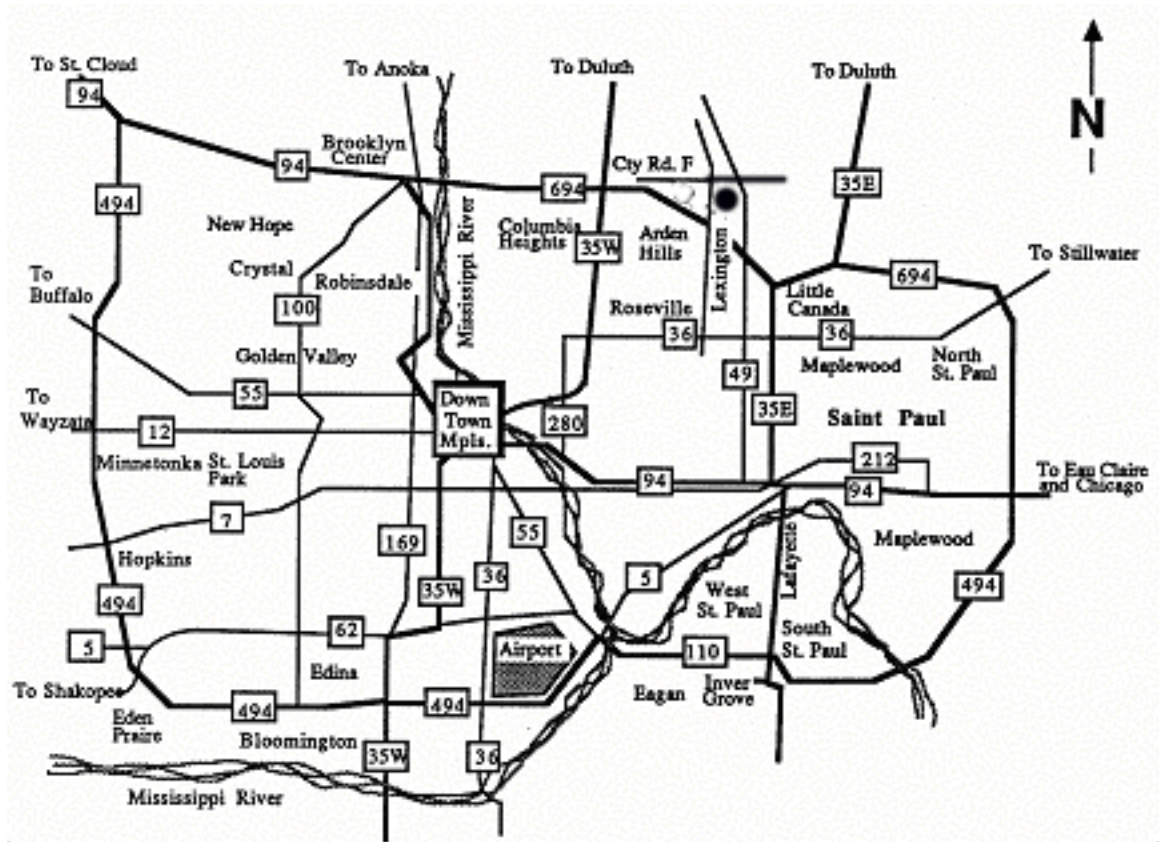 To St. Cloud
To Anoka
To Duluth
To Duluth
N
94
Brooklyn
Center
94
694
Cty Rd. F
35E
494
New Hope
Mississippi River
Columbia
Heights
35W
Arden
Hills
Lexington
To Stillwater
To
Buffalo
Crystal
Robinsdale
100
694
Little
Canada
Roseville
36
36
Golden Valley
Maplewood
North
St. Paul
55
49
To
Wayzata
12
Down
Town
Mpls.
280
35E
Saint Paul
Minnetonka
St. Louis
Park
94
212
94
To Eau Claire
and Chicago
7
Hopkins
169
55
Lafayette
Maplewood
494
35W
36
5
West
St. Paul
494
5
62
Airport
110
South
St. Paul
To Shakopee
Edina
Eagan
Inver
Grove
494
494
Eden
Praire
Bloomington
35W
36
Mississippi River